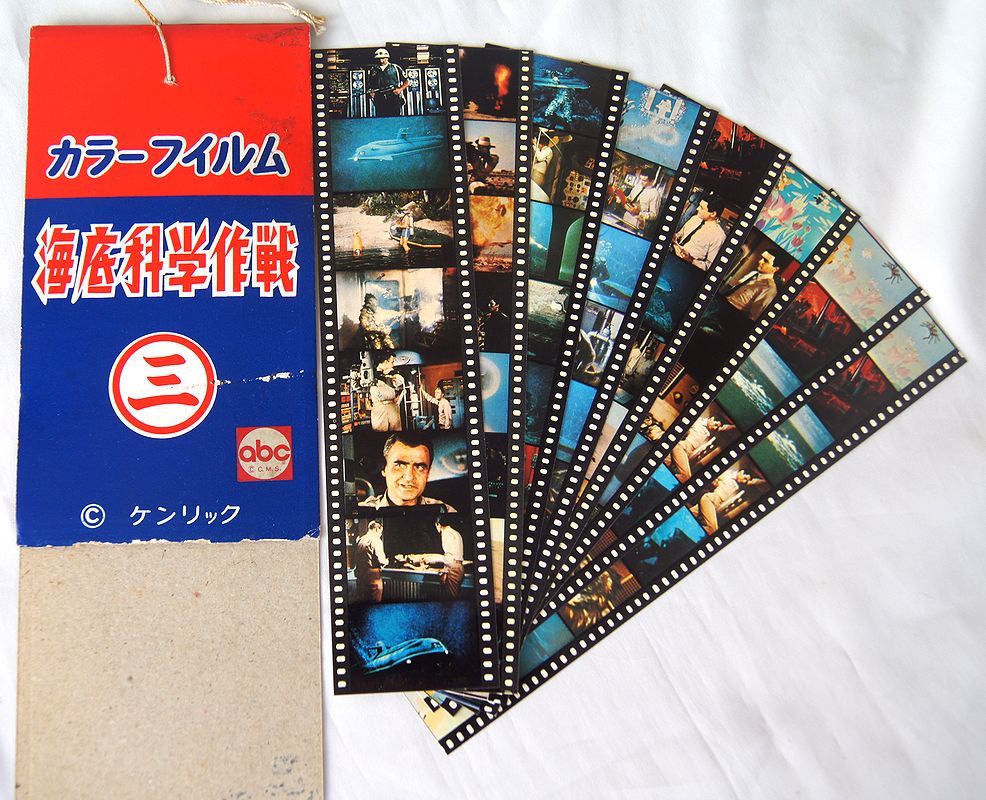 カラーフイルム
海底科学作戦
三
abc
©C.M.S.
© ケンリック